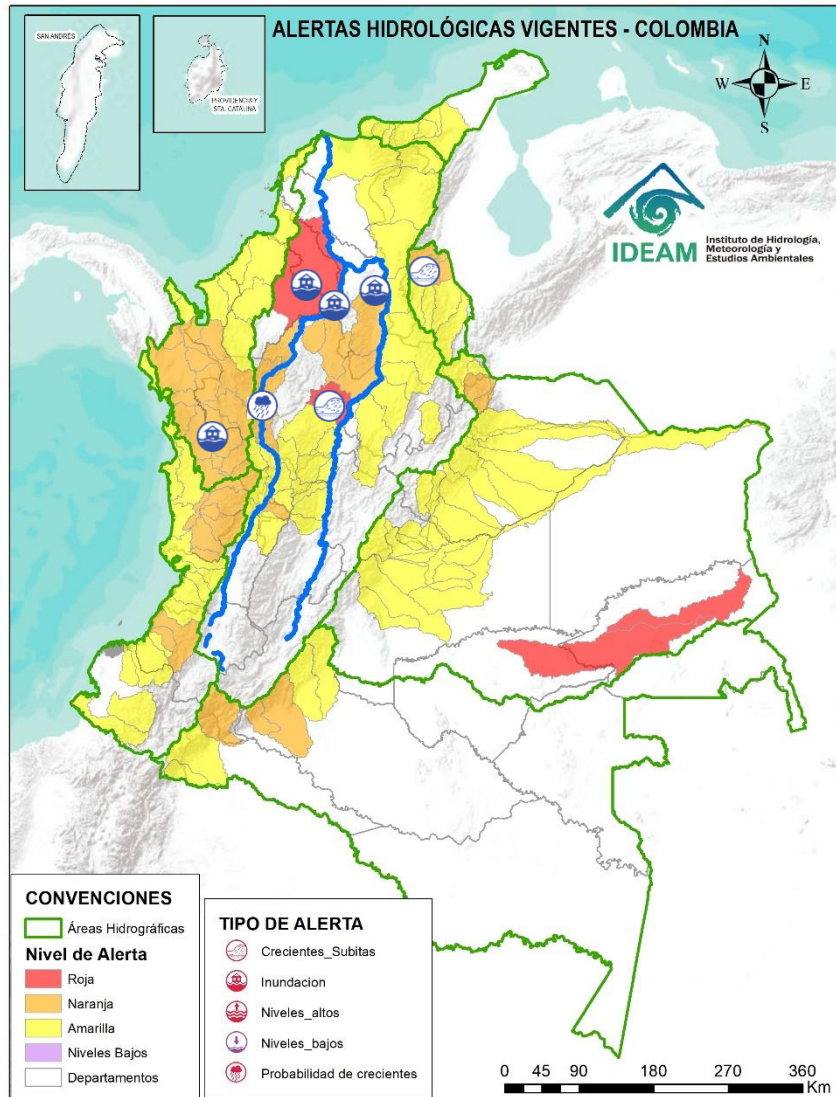 ALERTAS HIDROLÓGICAS VIGENTES - COLOMBIA
SAN ANDRÉS
PROVIDENCIA Y
STA. CATALINA
N
W
E
S
IDEAM
Instituto de Hidrología,
Meteorología y
Estudios Ambientales
CONVENCIONES
Áreas Hidrográficas
Nivel de Alerta
Roja
Naranja
Amarilla
Niveles Bajos
Departamentos
TIPO DE ALERTA
Crecientes_Subitas
Inundacion
Niveles_altos
Niveles_bajos
Probabilidad de crecientes
0 45 90 180 270 360
Km